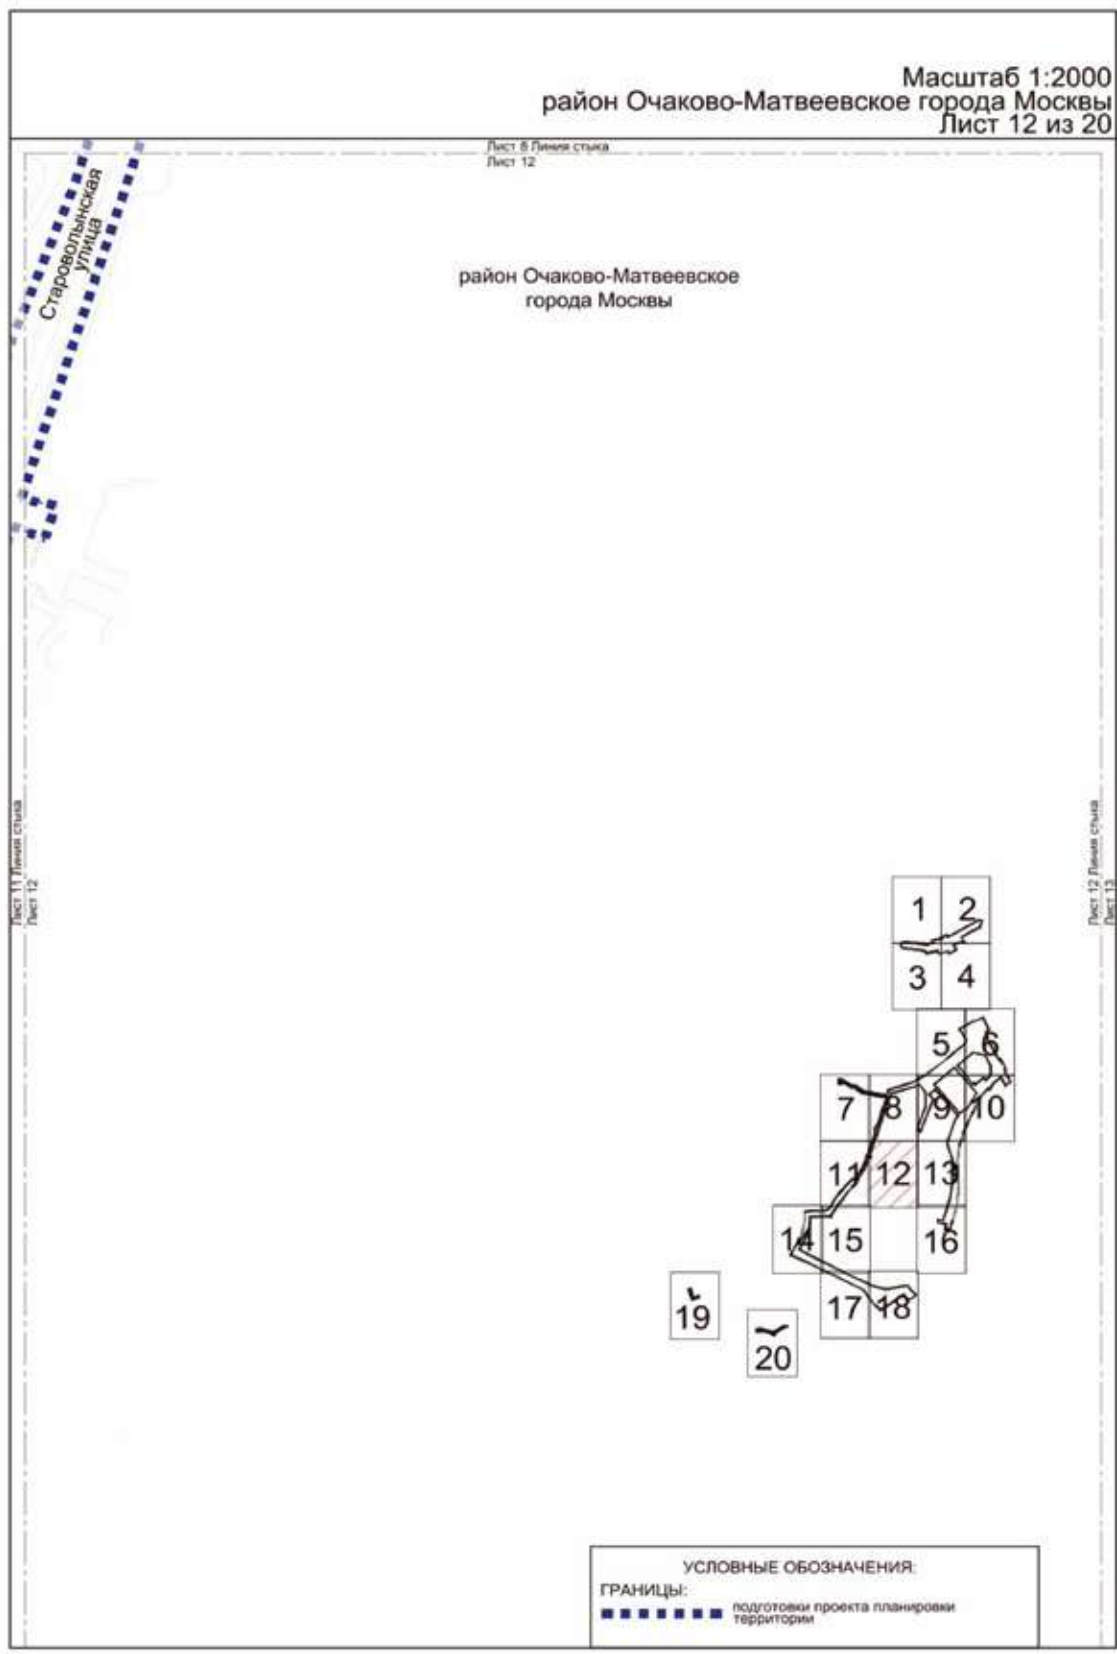 Масштаб 1:2000
район Очаково-Матвеевское города Москвы
Лист 12 из 20
Лист 8 Линия стыка
Лист 12
Староволынская
улица
район Очаково-Матвеевское
города Москвы
Лист 11 Линия стыка
Лист 12
Лист 12 Линия стыка
Лист 13
1 2
3 4
5 6
7 8 9 10
11 12 13
14 15 16
17 18
19
20
УСЛОВНЫЕ ОБОЗНАЧЕНИЯ:
ГРАНИЦЫ:
подготовки проекта планировки
территории